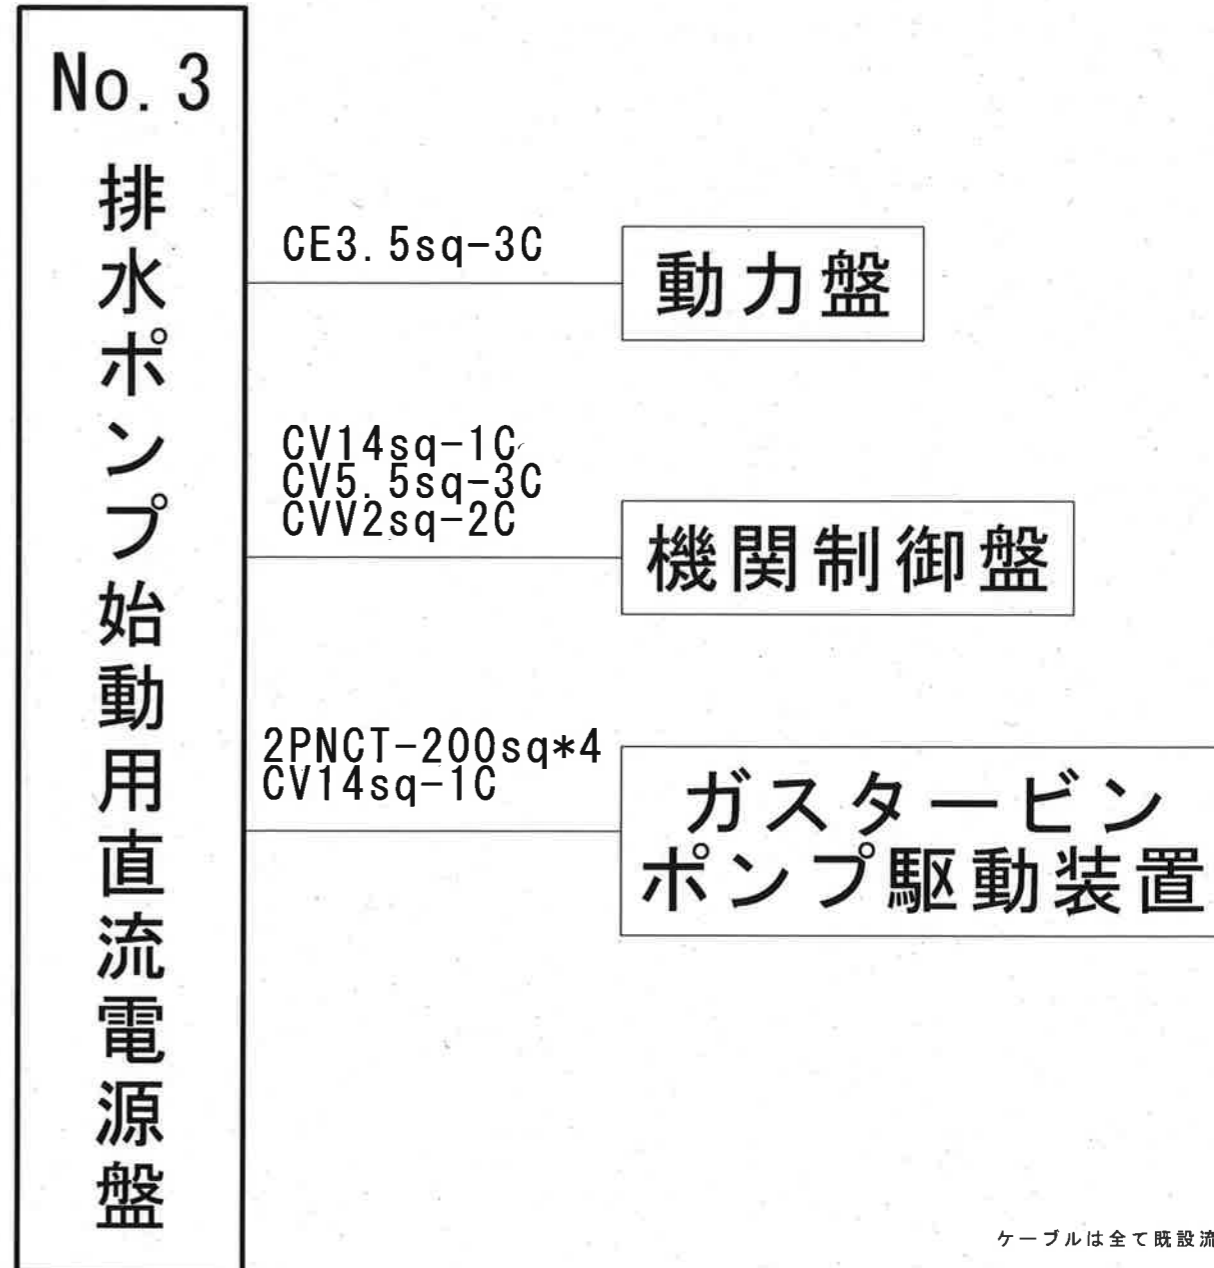 No.3
排水ポンプ始動用直流電源盤
CE3.5sq-3C
動力盤
CV14sq-1C
CV5.5sq-3C
CVV2sq-2C
機関制御盤
2PNCT-200sq*4
CV14sq-1C
ガスタービン
ポンプ駆動装置
ケーブルは全て既設流